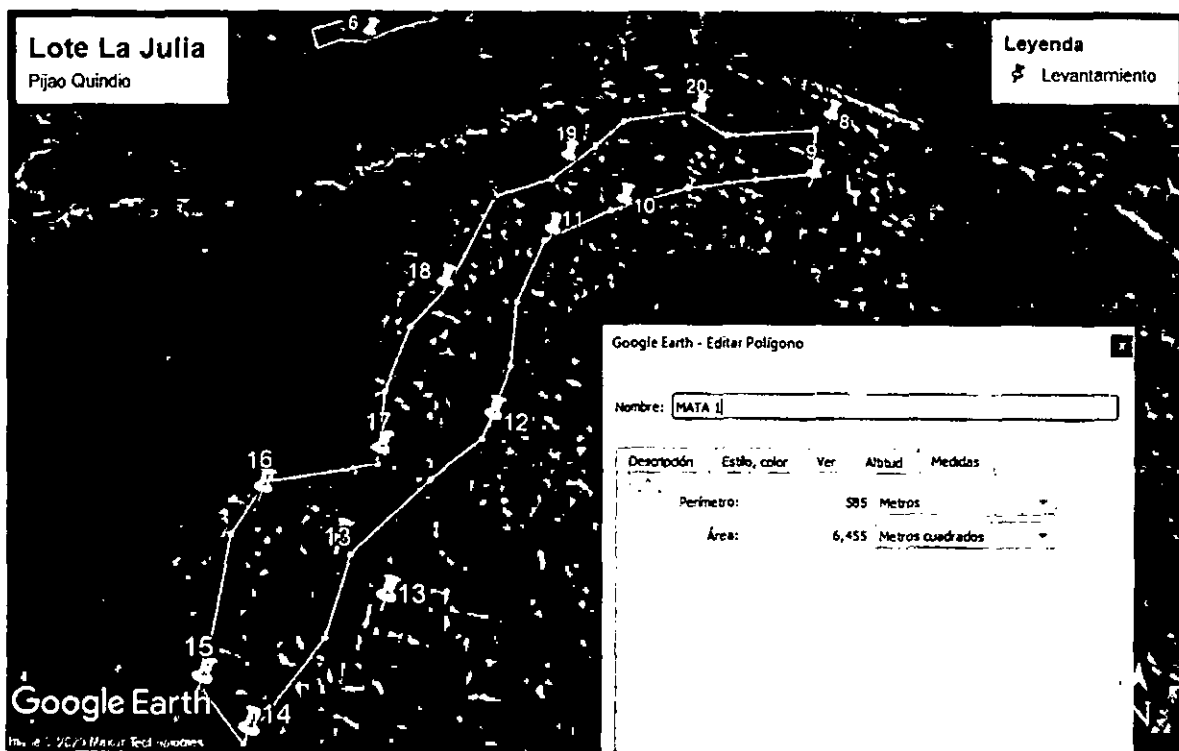 Lote La Julia
Pijao Quindio
Leyenda
Levantamiento
6
20
8
19
9
10
11
18
12
17
16
13
13
15
14
Google Earth - Editar Polígono
Nombre: MATA 1
Descripción Estilo, color Ver Altitud Medidas
Perímetro: 585 Metros
Área: 6,455 Metros cuadrados
Google Earth
N